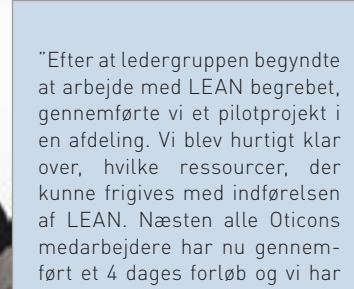 ”Efter at ledergruppen begyndte
at arbejde med LEAN begrebet,
gennemførte vi et pilotprojekt i
en afdeling. Vi blev hurtigt klar
over, hvilke ressourcer, der
kunne frigives med indførelsen
af LEAN. Næsten alle Oticons
medarbejdere har nu gennem-
ført et 4 dages forløb og vi har